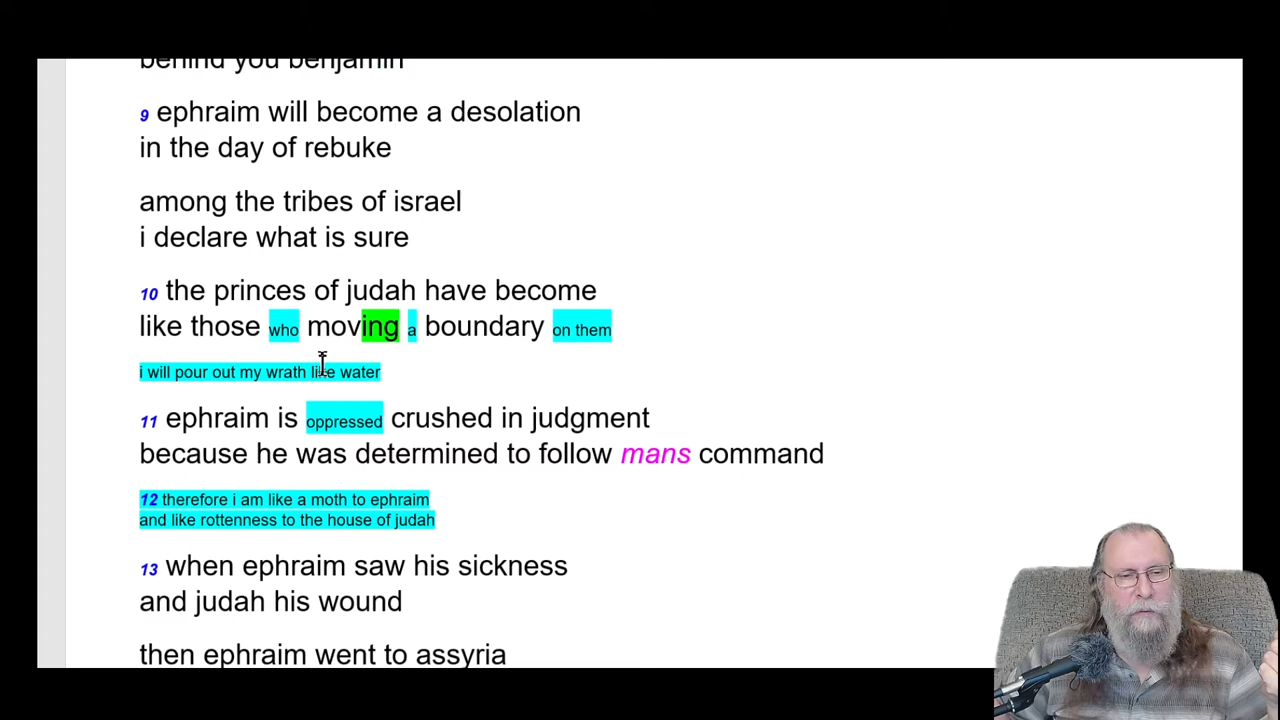 behind you benjamin
9 ephraim will become a desolation
in the day of rebuke
among the tribes of israel
i declare what is sure
10 the princes of judah have become
like those who moving a boundary on them
i will pour out my wrath like water
11 ephraim is oppressed crushed in judgment
because he was determined to follow mans command
12 therefore i am like a moth to ephraim
and like rottenness to the house of judah
13 when ephraim saw his sickness
and judah his wound
then ephraim went to assyria